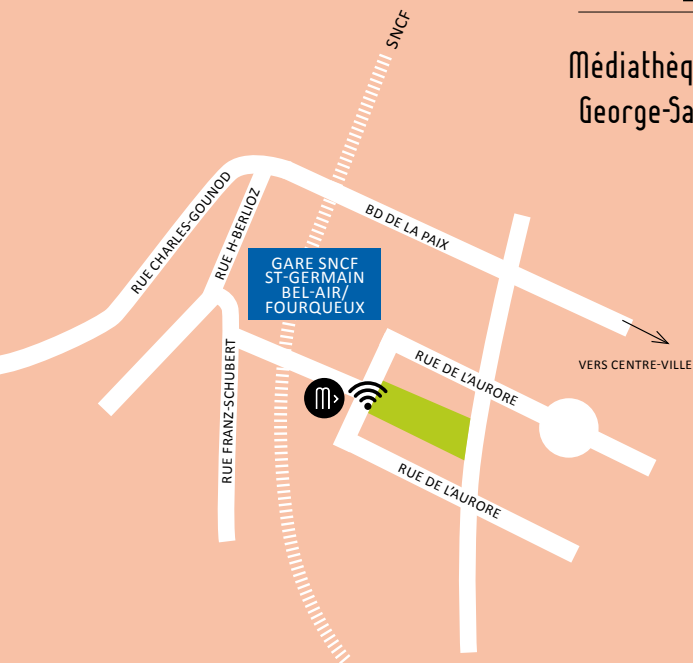 SNCF
Médiathèq
George-Sa
RUE CHARLES-GOUNOD
RUE H-BERLIOZ
BD DE LA PAIX
GARE SNCF
ST-GERMAIN
BEL-AIR/
FOURQUEUX
VERS CENTRE-VILLE
RUE DE L'AURORE
RUE FRANZ-SCHUBERT
M
RUE DE L'AURORE